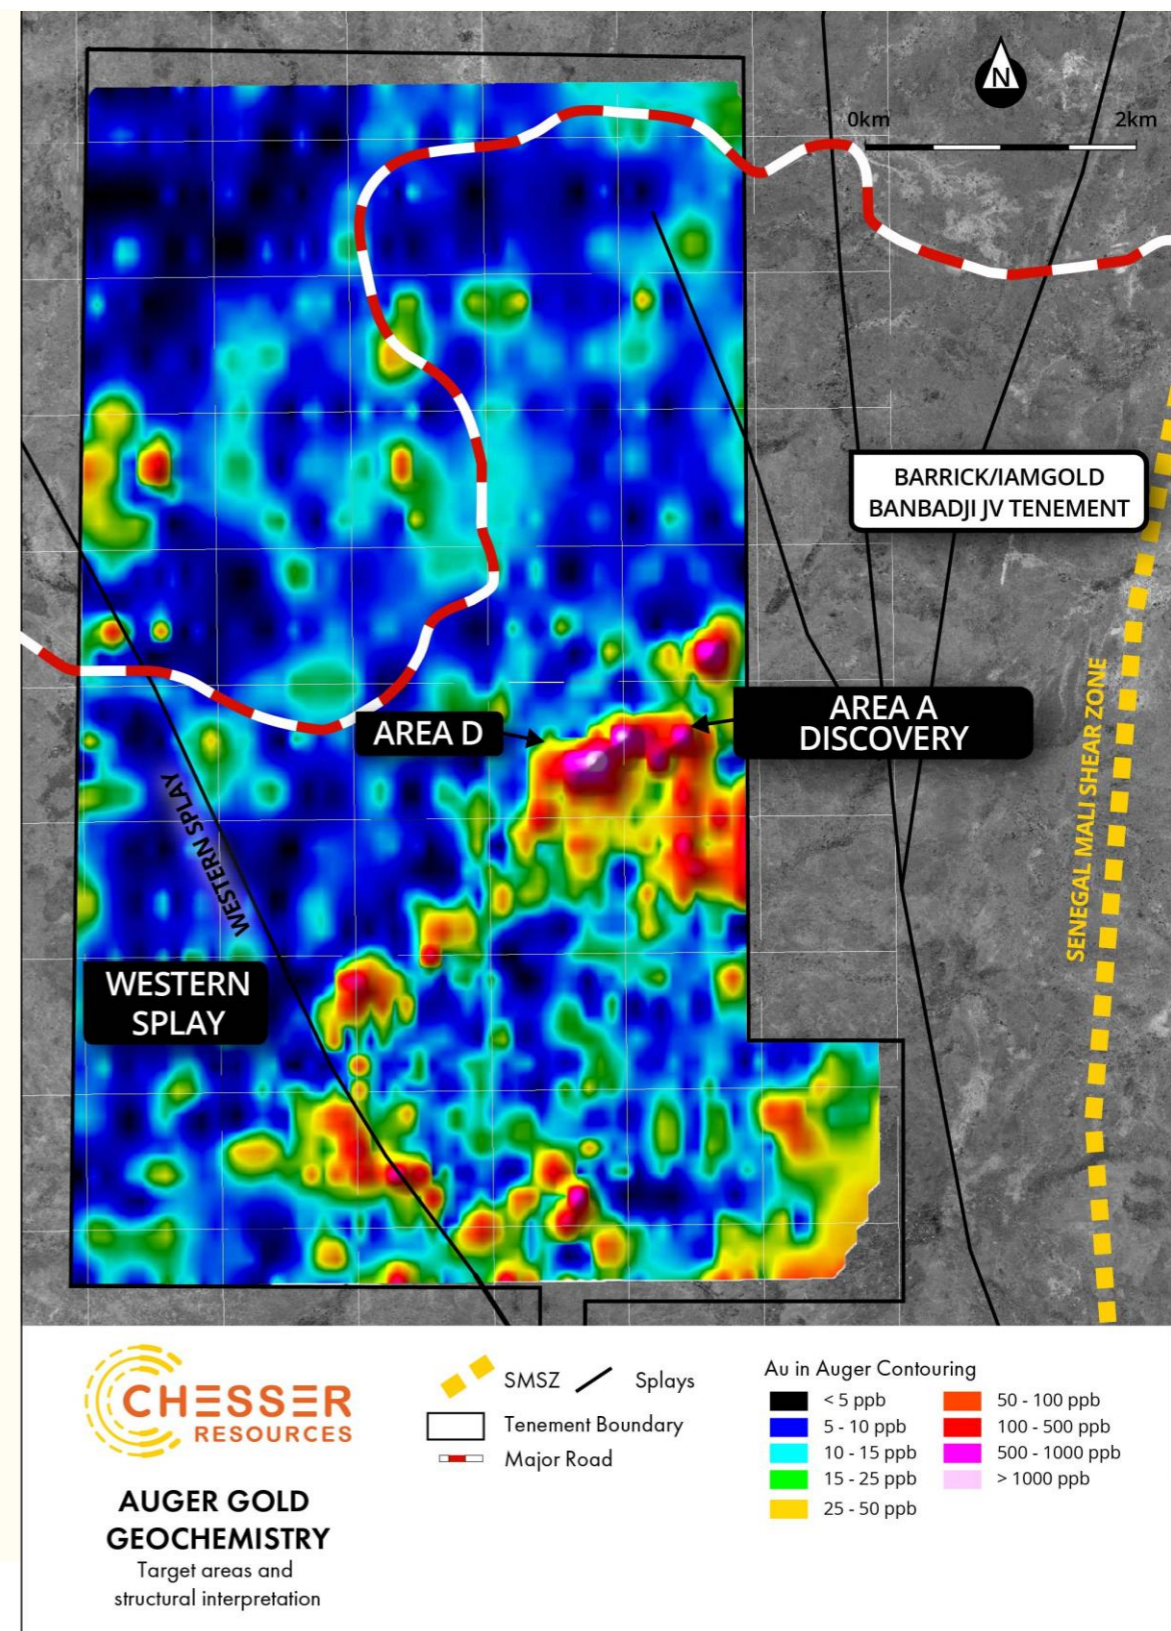 N
0km
2km
BARRICK/IAMGOLD
BANBADJI JV TENEMENT
SENEGAL MALI SHEAR ZONE
AREA D
AREA A
DISCOVERY
WESTERN SPLAY
WESTERN
SPLAY
CHESSER
RESOURCES
AUGER GOLD
GEOCHEMISTRY
Target areas and
structural interpretation
SMSZ
Splays
Tenement Boundary
Major Road
Au in Auger Contouring
< 5 ppb
5 - 10 ppb
10 - 15 ppb
15 - 25 ppb
25 - 50 ppb
50 - 100 ppb
100 - 500 ppb
500 - 1000 ppb
> 1000 ppb